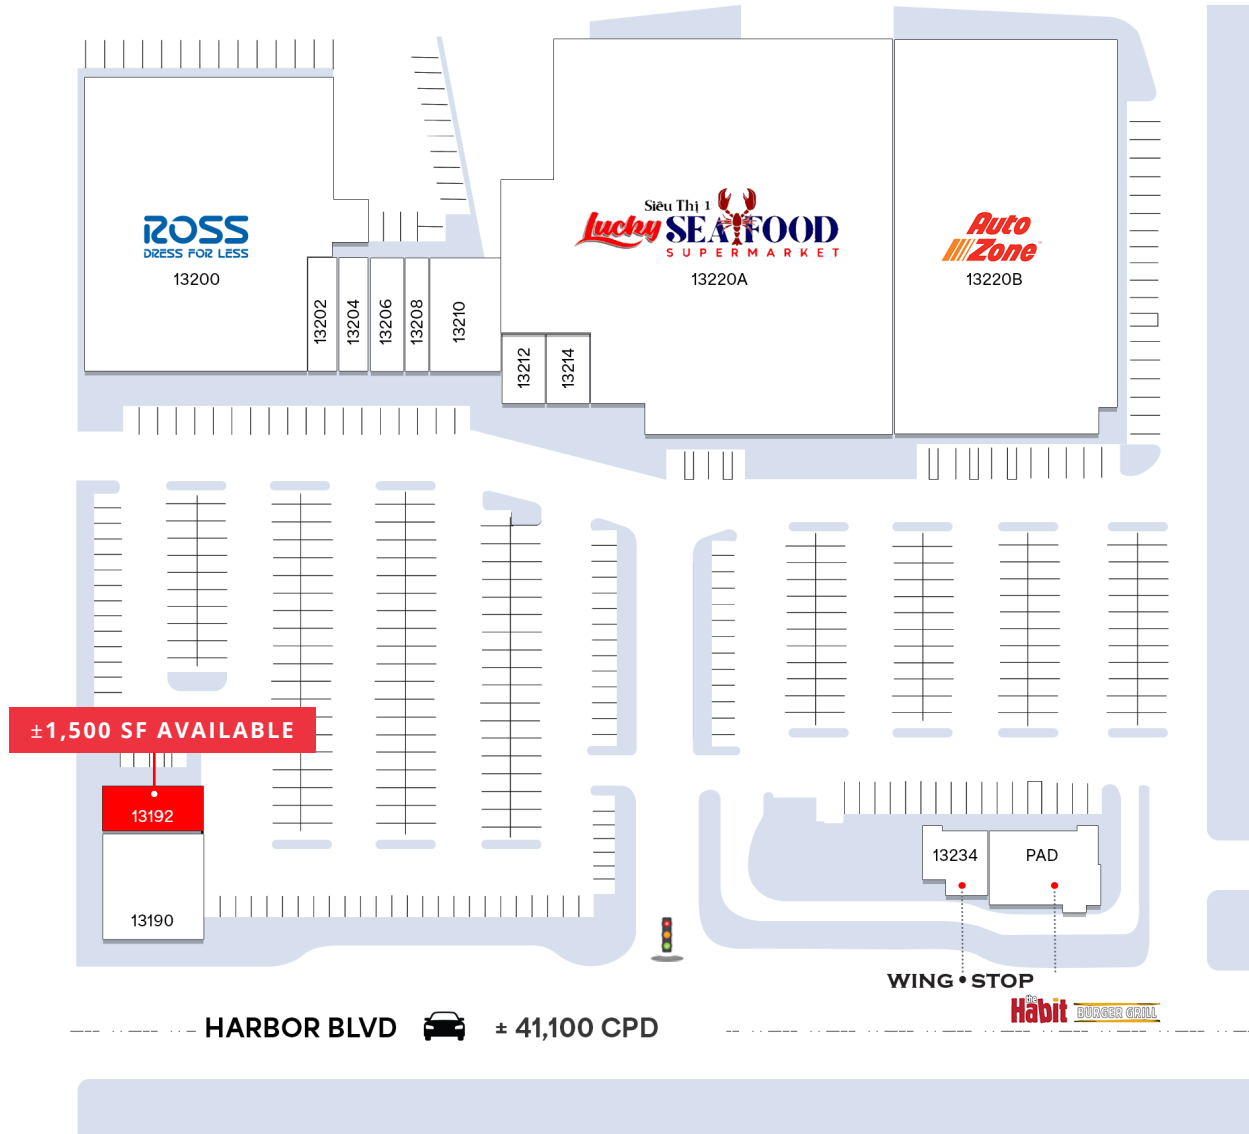 ROSS
DRESS FOR LESS
13200
13202
13204
13206
13208
13210
13212
13214
Siêu Thị 1
Lucky SEAFOOD
SUPERMARKET
13220A
Auto
Zone
13220B
±1,500 SF AVAILABLE
13192
13190
13234
PAD
WING STOP
the
Habit BURGER GRILL
HARBOR BLVD ± 41,100 CPD